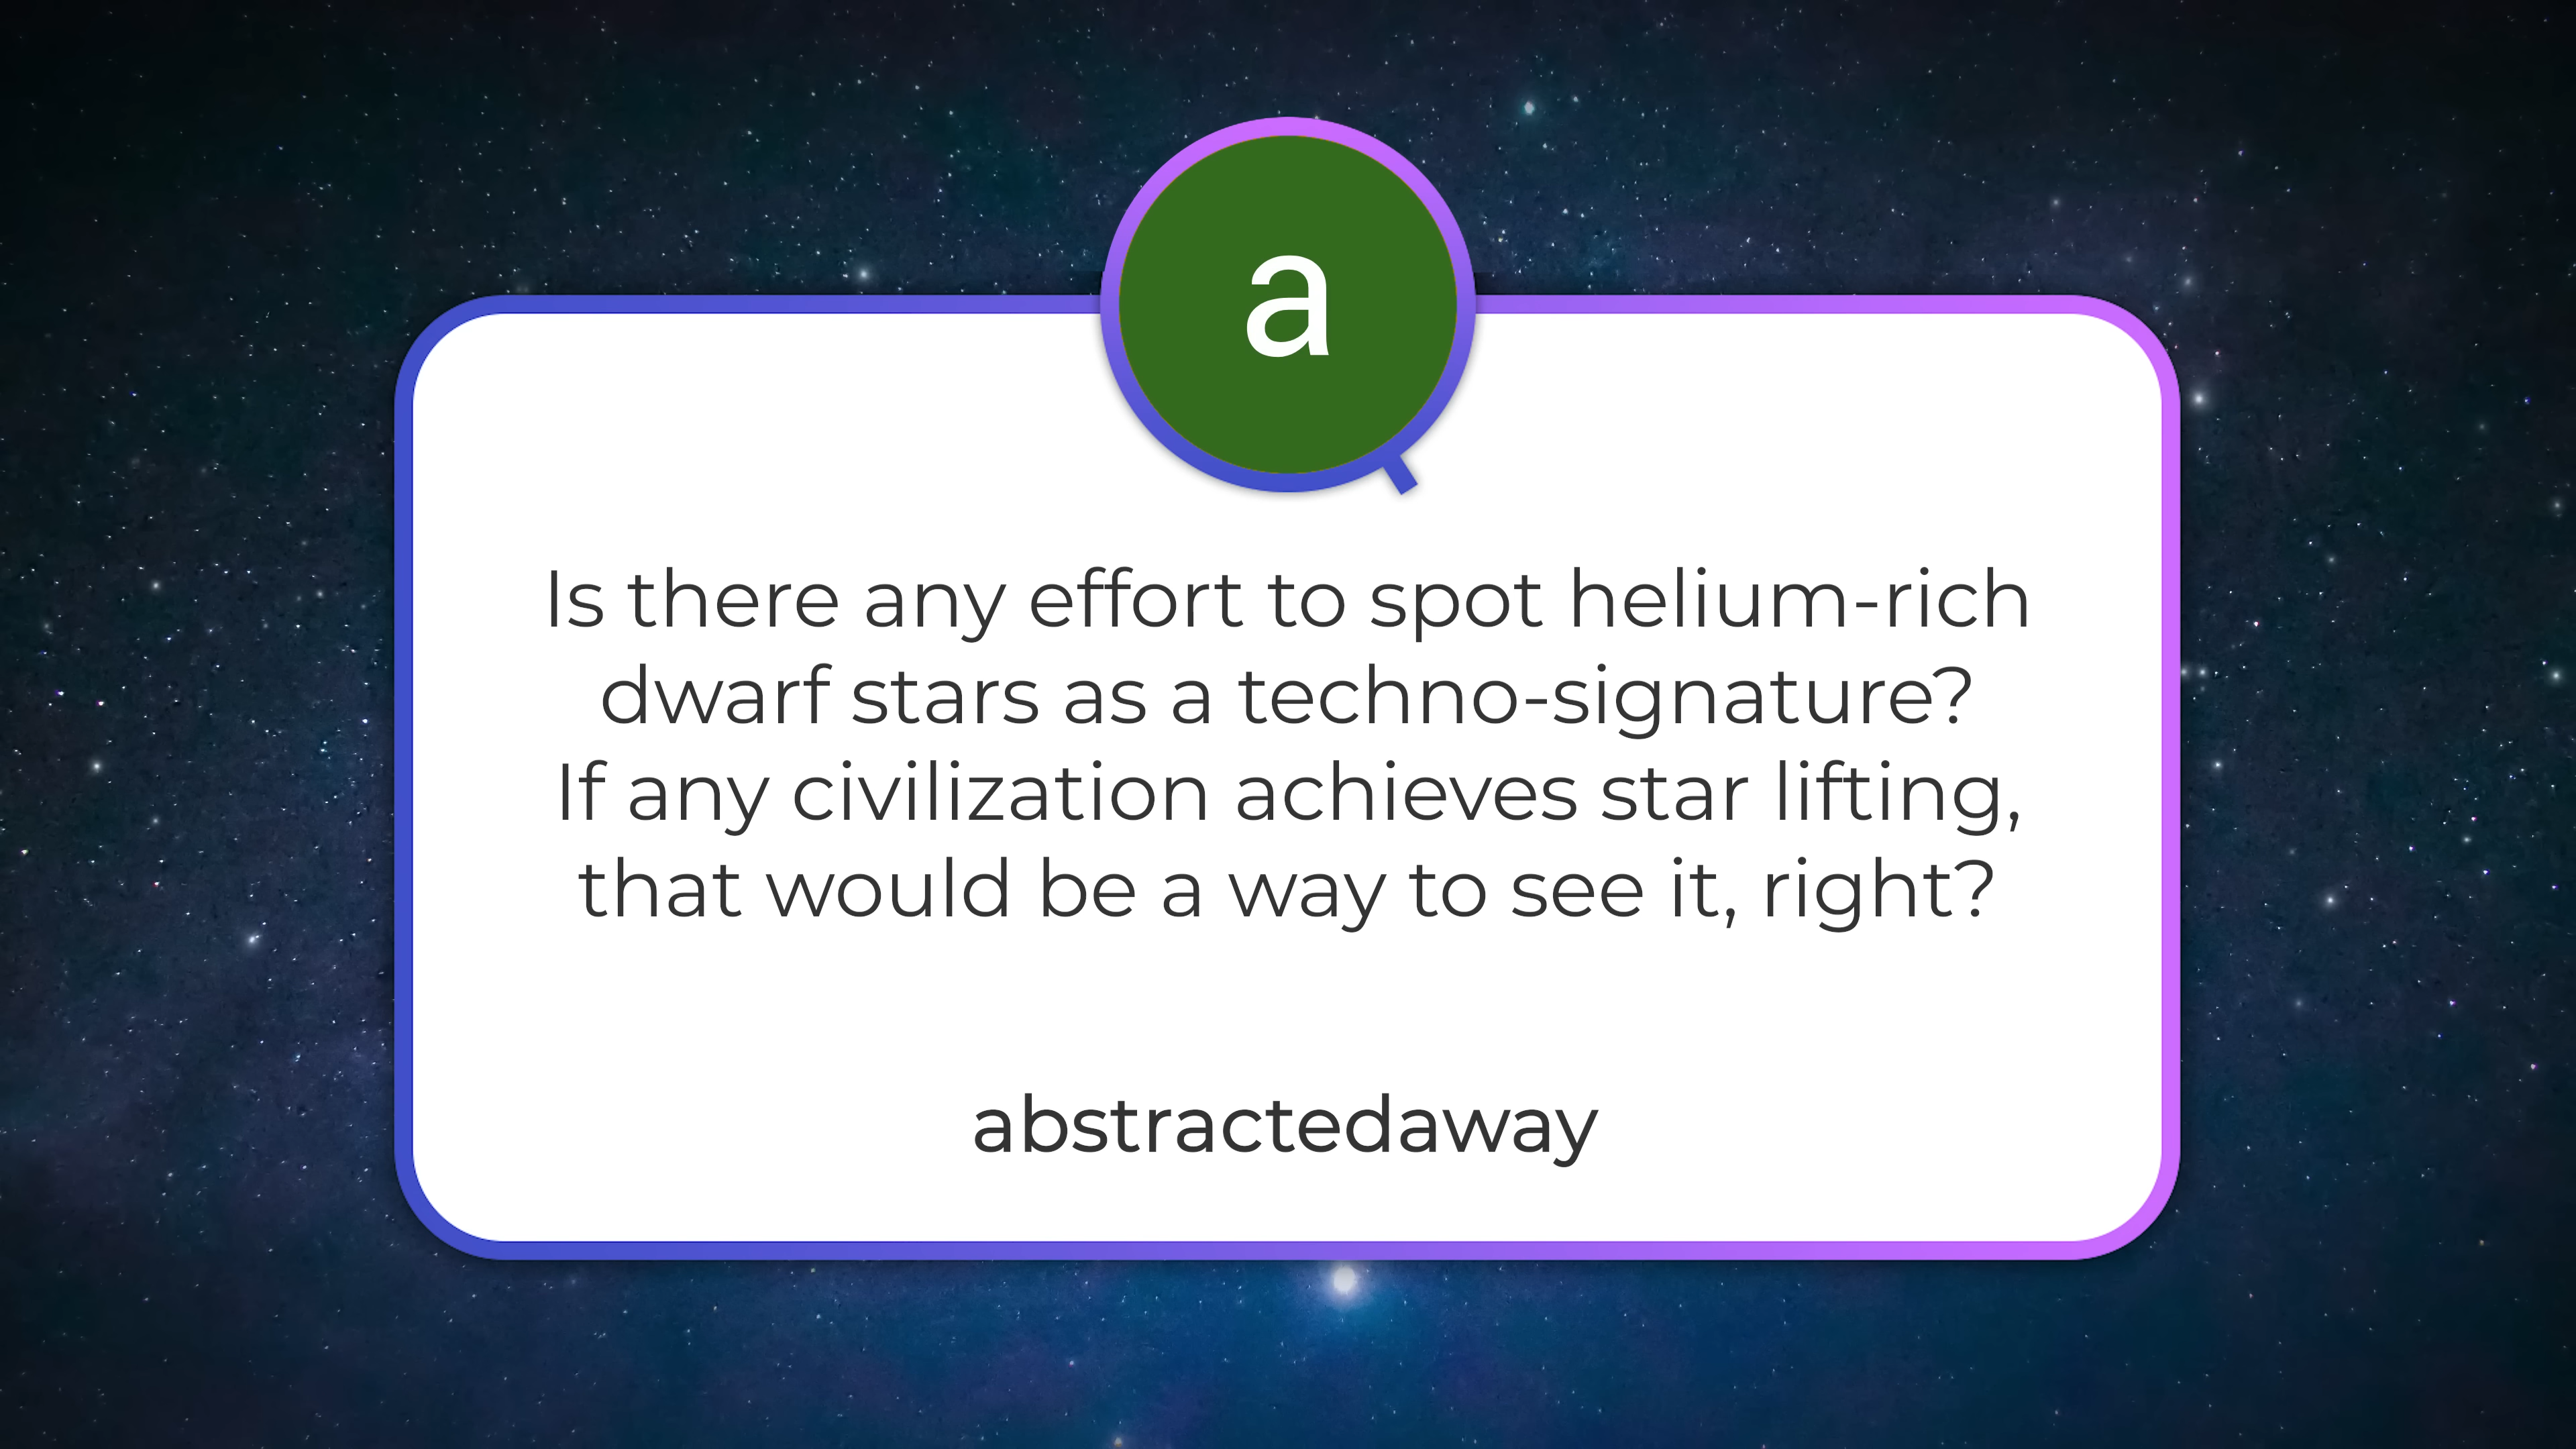 a
Is there any effort to spot helium-rich
dwarf stars as a techno-signature?
If any civilization achieves star lifting,
that would be a way to see it, right?
abstractedaway